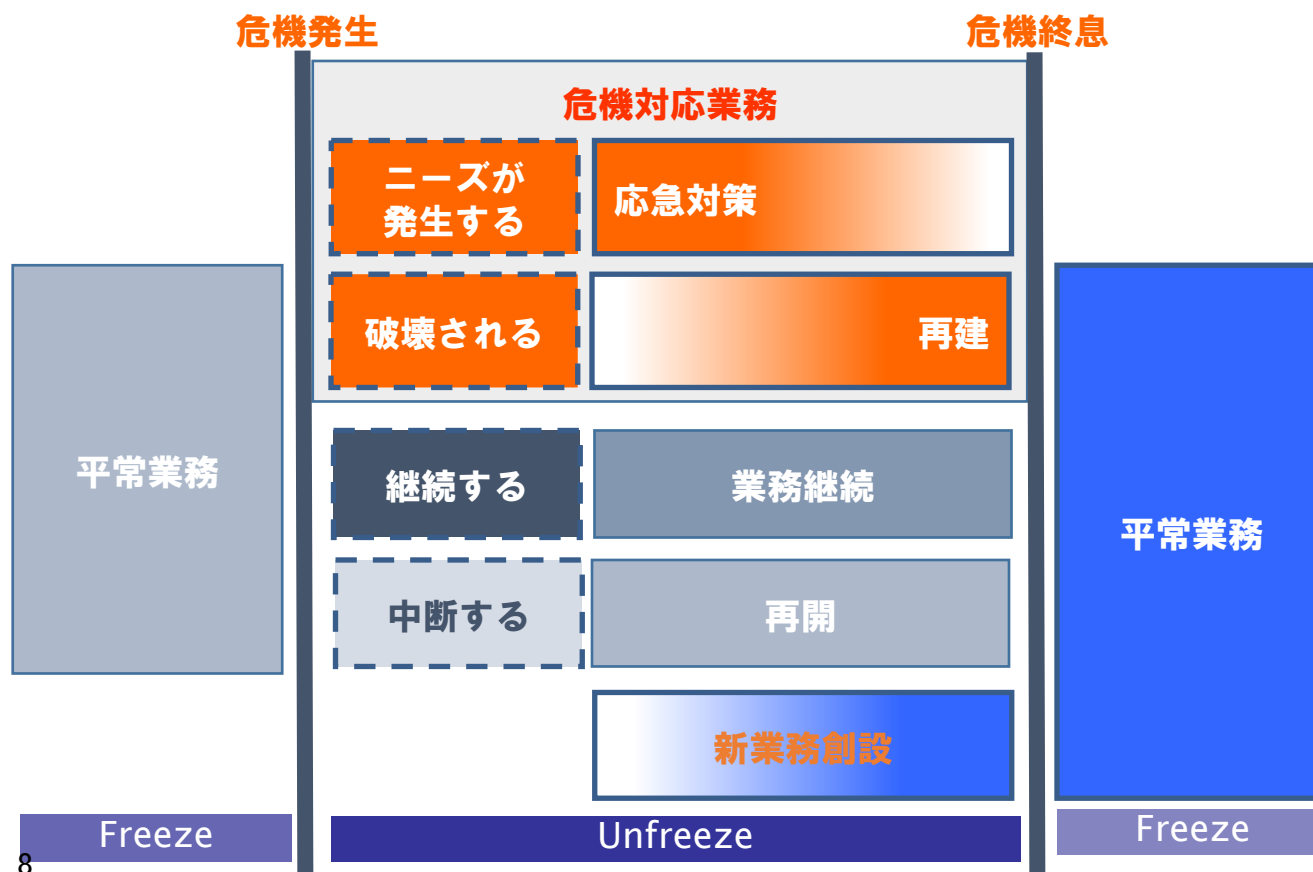 危機発生
危機終息
危機対応業務
ニーズが
発生する
応急対策
破壊される
再建
平常業務
継続する
業務継続
平常業務
中断する
再開
新業務創設
Freeze
Unfreeze
Freeze
8